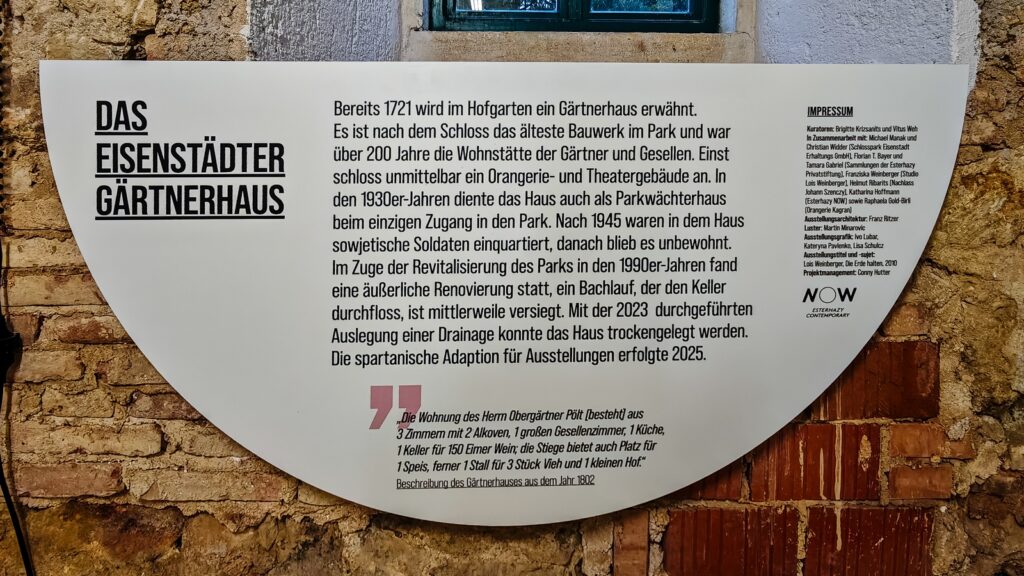 DAS
EISENSTÄDTER
GÄRTNERHAUS
Bereits 1721 wird im Hofgarten ein Gärtnerhaus erwähnt.
Es ist nach dem Schloss das älteste Bauwerk im Park und war
über 200 Jahre die Wohnstätte der Gärtner und Gesellen. Einst
schloss unmittelbar ein Orangerie- und Theatergebäude an. In
den 1930er-Jahren diente das Haus auch als Parkwächterhaus
beim einzigen Zugang in den Park. Nach 1945 waren in dem Haus
sowjetische Soldaten einquartiert, danach blieb es unbewohnt.
Im Zuge der Revitalisierung des Parks in den 1990er-Jahren fand
eine äußerliche Renovierung statt, ein Bachlauf, der den Keller
durchfloss, ist mittlerweile versiegt. Mit der 2023 durchgeführten
Auslegung einer Drainage konnte das Haus trockengelegt werden.
Die spartanische Adaption für Ausstellungen erfolgte 2025.
„Die Wohnung des Herrn Obergärtner Pölt (besteht) aus
3 Zimmern mit 2 Alkoven, 1 großen Gesellenzimmer, 1 Küche,
1 Keller für 150 Eimer Wein; die Stiege bietet auch Platz für
1 Speis, ferner 1 Stall für 3 Stück Vieh und 1 kleinen Hof.“
Beschreibung des Gärtnerhauses aus dem Jahr 1802
IMPRESSUM
Kuratoren: Brigitte Krizsanits und Vitus Weh
In Zusammenarbeit mit: Michael Manak und
Christian Widder (Schlosspark Eisenstadt
Erhaltungs GmbH), Florian T. Bayer und
Tamara Gabriel (Sammlungen der Esterhazy
Privatstiftung), Franziska Weinberger (Studio
Lois Weinberger), Helmut Ribarits (Nachlass
Johann Szenczy), Katharina Hoffmann
(Esterhazy NOW) sowie Raphaela Gold-Birli
(Orangerie Kagran)
Ausstellungsarchitektur: Franz Ritzer
Luster: Martin Minurovic
Ausstellungsgrafik: Ivo Lubar,
Kateryna Pavlenko, Lisa Schulcz
Ausstellungstitel und -sujet:
Lois Weinberger, Die Erde halten, 2010
Projektmanagement: Conny Hutter
NOW
ESTERHAZY
CONTEMPORARY